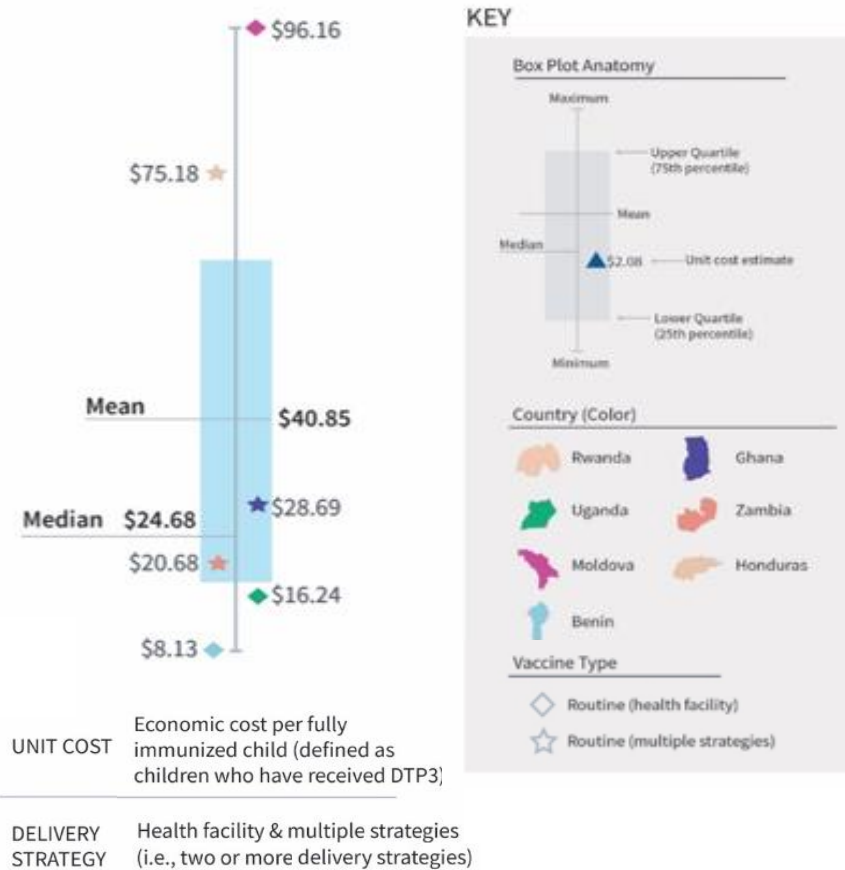 $96.16
$75.18
Mean
$40.85
$28.69
Median $24.68
$20.68
$16.24
$8.13
UNIT COST
Economic cost per fully
immunized child (defined as
children who have received DTP3)
DELIVERY
STRATEGY
Health facility & multiple strategies
(i.e., two or more delivery strategies)
KEY
Box Plot Anatomy
Maximum
Upper Quartile
(75th percentile)
Mean
Median
$2.08
Unit cost estimate
Lower Quartile
(25th percentile)
Minimum
Country (Color)
Rwanda
Ghana
Uganda
Zambia
Moldova
Honduras
Benin
Vaccine Type
Routine (health facility)
Routine (multiple strategies)